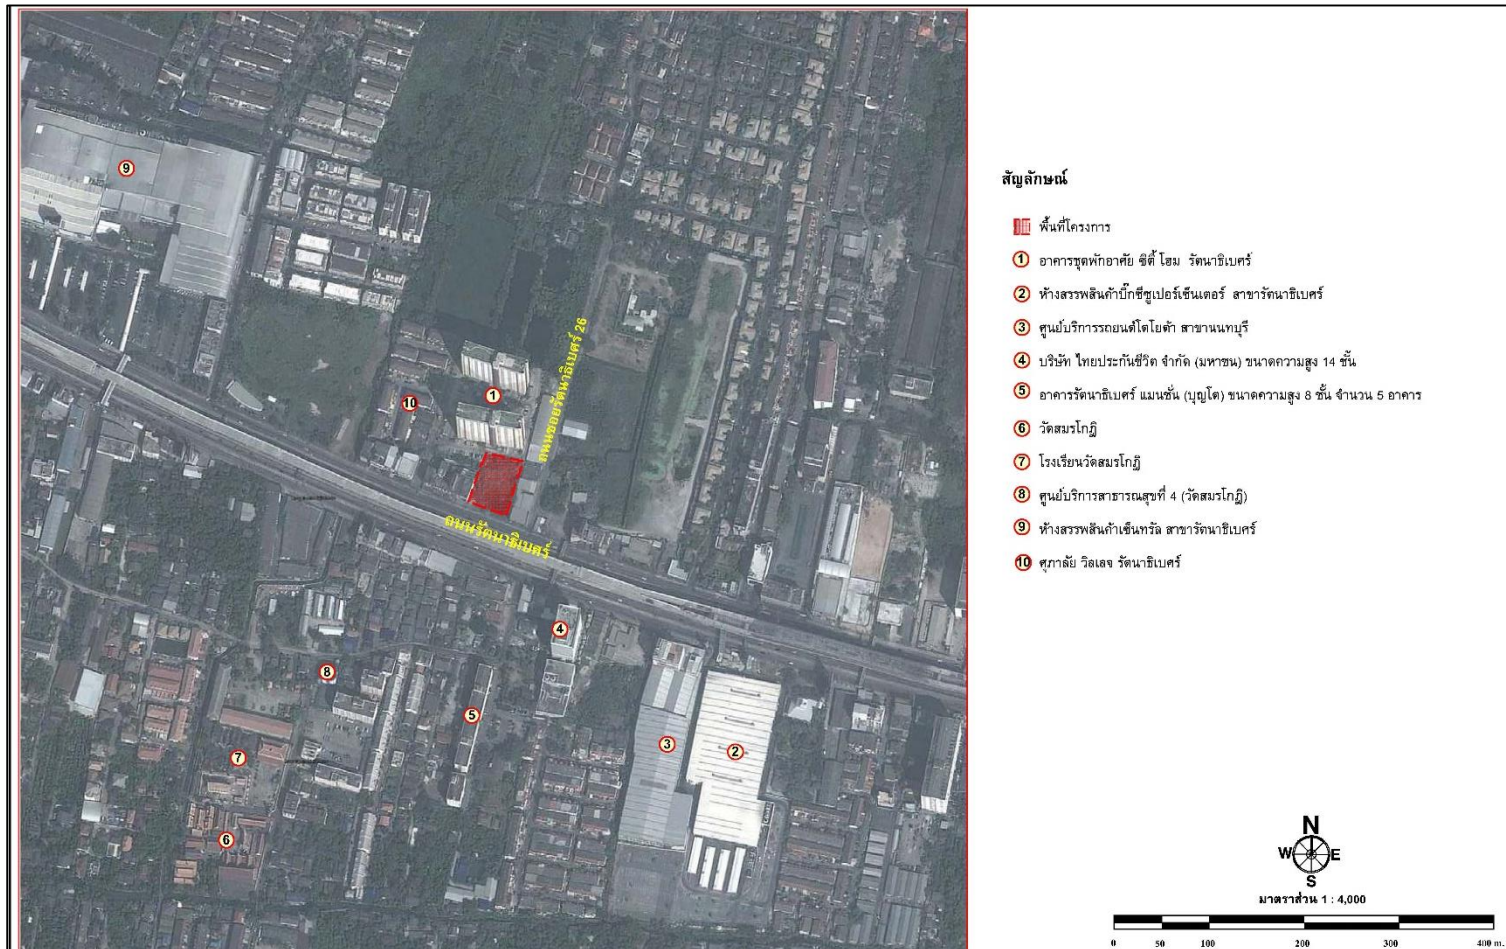 ถนนซอยรัตนาธิเบศร์ 26
ถนนรัตนาธิเบศร์
9
1
10
4
8
5
3
2
7
6
สัญลักษณ์
พื้นที่โครงการ
1 อาคารชุดพักอาศัย ซิตี้ โฮม รัตนาธิเบศร์
2 ห้างสรรพสินค้าบิ๊กซีซูเปอร์เซ็นเตอร์ สาขารัตนาธิเบศร์
3 ศูนย์บริการรถยนต์โตโยต้า สาขานนทบุรี
4 บริษัท ไทยประกันชีวิต จำกัด (มหาชน) ขนาดความสูง 14 ชั้น
5 อาคารรัตนาธิเบศร์ แมนชั่น (บุญโต) ขนาดความสูง 8 ชั้น จำนวน 5 อาคาร
6 วัดสมรโกฎิ
7 โรงเรียนวัดสมรโกฎิ
8 ศูนย์บริการสาธารณสุขที่ 4 (วัดสมรโกฎิ)
9 ห้างสรรพสินค้าเซ็นทรัล สาขารัตนาธิเบศร์
10 ศุภาลัย วิลเลจ รัตนาธิเบศร์
N
W E
S
มาตราส่วน 1 : 4,000
0 50 100 200 300 400 m.